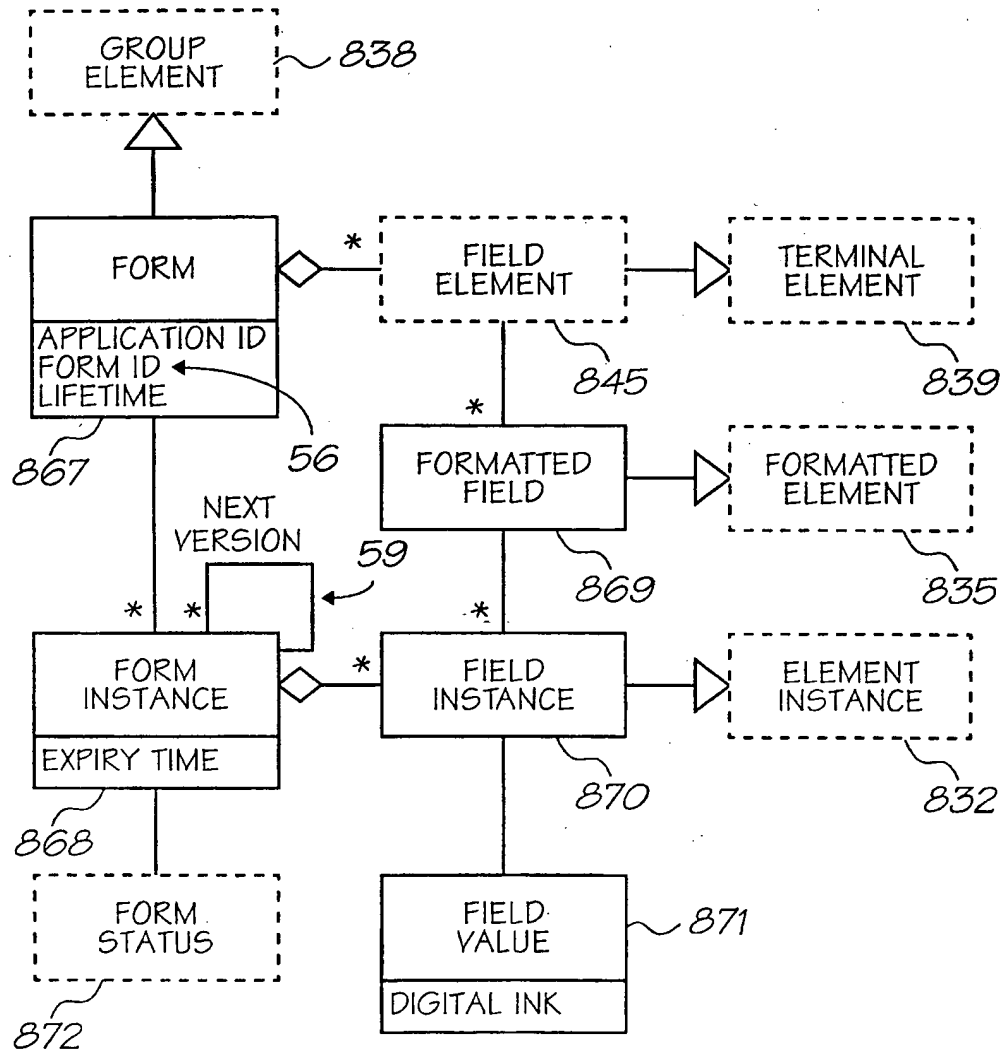 GROUP
ELEMENT
838
FORM
*
FIELD
ELEMENT
TERMINAL
ELEMENT
APPLICATION ID
FORM ID
LIFETIME
845
839
867
56
*
FORMATTED
FIELD
FORMATTED
ELEMENT
NEXT
VERSION
59
869
835
*
*
*
FORM
INSTANCE
*
FIELD
INSTANCE
ELEMENT
INSTANCE
EXPIRY TIME
870
832
868
FORM
STATUS
FIELD
VALUE
871
DIGITAL INK
872